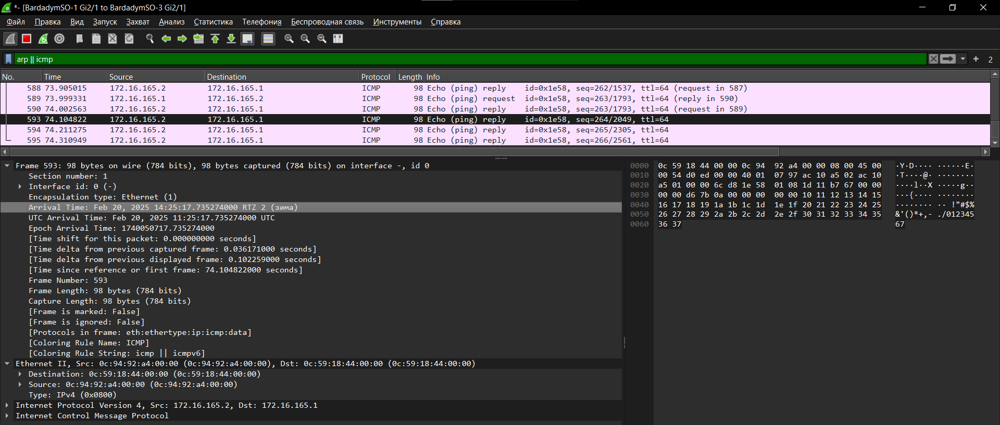 *- [BardadymSO-1 Gi2/1 to BardadymSO-3 Gi2/1]
Файл Правка Вид Запуск Захват Анализ Статистика Телефония Беспроводная связь Инструменты Справка
arp || icmp + 2
No. Time Source Destination Protocol Length Info
588 73.905015 172.16.165.2 172.16.165.1 ICMP 98 Echo (ping) reply id=0x1e58, seq=262/1537, ttl=64 (request in 587)
589 73.999331 172.16.165.1 172.16.165.2 ICMP 98 Echo (ping) request id=0x1e58, seq=263/1793, ttl=64 (reply in 590)
590 74.002563 172.16.165.2 172.16.165.1 ICMP 98 Echo (ping) reply id=0x1e58, seq=263/1793, ttl=64 (request in 589)
593 74.104822 172.16.165.2 172.16.165.1 ICMP 98 Echo (ping) reply id=0x1e58, seq=264/2049, ttl=64
594 74.211275 172.16.165.2 172.16.165.1 ICMP 98 Echo (ping) reply id=0x1e58, seq=265/2305, ttl=64
595 74.310949 172.16.165.2 172.16.165.1 ICMP 98 Echo (ping) reply id=0x1e58, seq=266/2561, ttl=64
Frame 593: 98 bytes on wire (784 bits), 98 bytes captured (784 bits) on interface -, id 0
Section number: 1
Interface id: 0 (-)
Encapsulation type: Ethernet (1)
Arrival Time: Feb 20, 2025 14:25:17.735274000 RTZ 2 (зима)
UTC Arrival Time: Feb 20, 2025 11:25:17.735274000 UTC
Epoch Arrival Time: 1740050717.735274000
[Time shift for this packet: 0.000000000 seconds]
[Time delta from previous captured frame: 0.036171000 seconds]
[Time delta from previous displayed frame: 0.102259000 seconds]
[Time since reference or first frame: 74.104822000 seconds]
Frame Number: 593
Frame Length: 98 bytes (784 bits)
Capture Length: 98 bytes (784 bits)
[Frame is marked: False]
[Frame is ignored: False]
[Protocols in frame: eth:ethertype:ip:icmp:data]
[Coloring Rule Name: ICMP]
[Coloring Rule String: icmp || icmpv6]
Ethernet II, Src: 0c:94:92:a4:00:00 (0c:94:92:a4:00:00), Dst: 0c:59:18:44:00:00 (0c:59:18:44:00:00)
Destination: 0c:59:18:44:00:00 (0c:59:18:44:00:00)
Source: 0c:94:92:a4:00:00 (0c:94:92:a4:00:00)
Type: IPv4 (0x0800)
Internet Protocol Version 4, Src: 172.16.165.2, Dst: 172.16.165.1
Internet Control Message Protocol
0000 0c 59 18 44 00 00 0c 94 92 a4 00 00 08 00 45 00 ·Y·D···· ······E·
0010 00 54 d0 ed 00 00 40 01 07 97 ac 10 a5 02 ac 10 ·T····@· ········
0020 a5 01 00 00 6c d8 1e 58 01 08 1d 11 b7 67 00 00 ····l··X ·····g··
0030 00 00 d6 7b 0a 00 00 00 00 00 10 11 12 13 14 15 ···{···· ········
0040 16 17 18 19 1a 1b 1c 1d 1e 1f 20 21 22 23 24 25 ········ ·· !"#$%
0050 26 27 28 29 2a 2b 2c 2d 2e 2f 30 31 32 33 34 35 &'()*+,- ./012345
0060 36 37 67